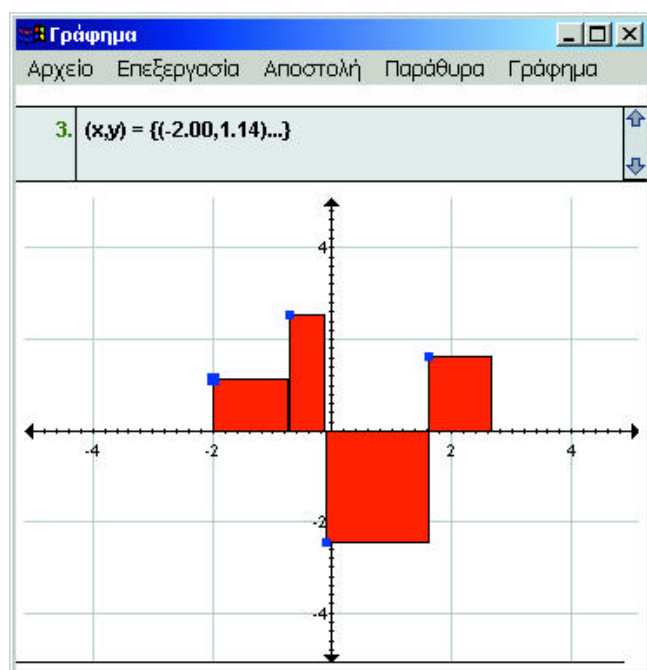 Γράφημα
Αρχείο Επεξεργασία Αποστολή Παράθυρα Γράφημα
3. (x,y) = {(-2.00,1.14)...}
4
-4 -2 2 4
-2
-4